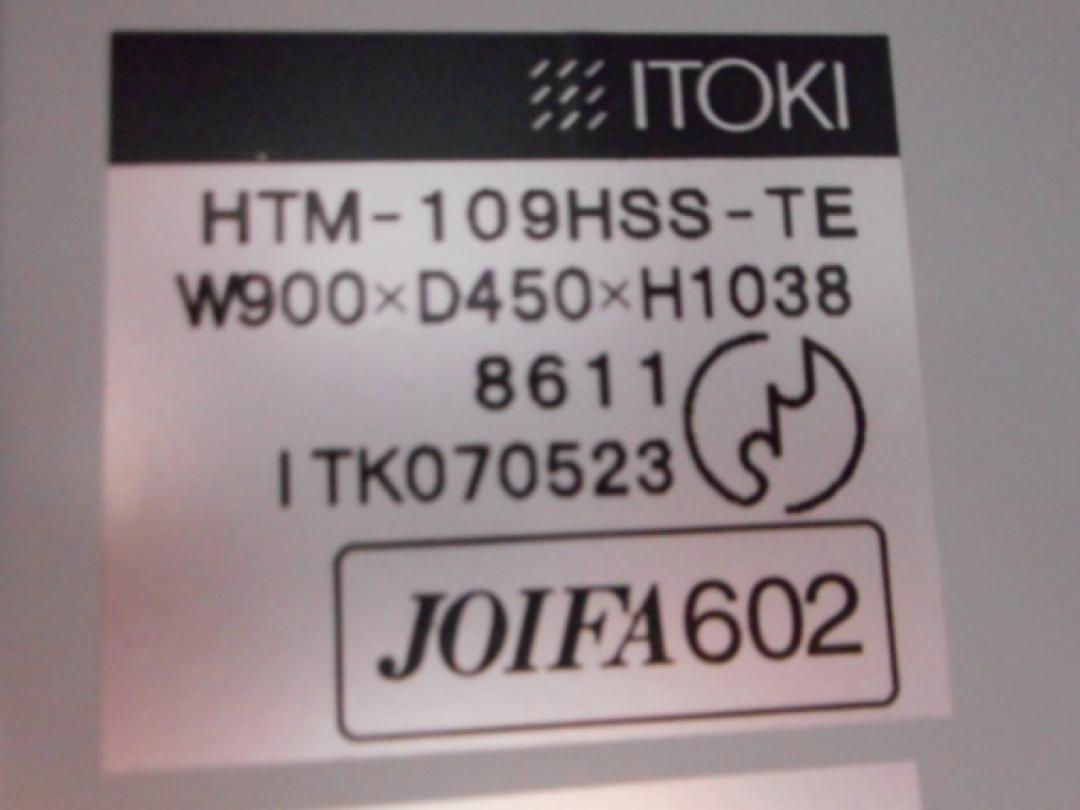 ITOKI
HTM-109HSS-TE
W900×D450×H1038
8611
ITK070523
JOIFA602